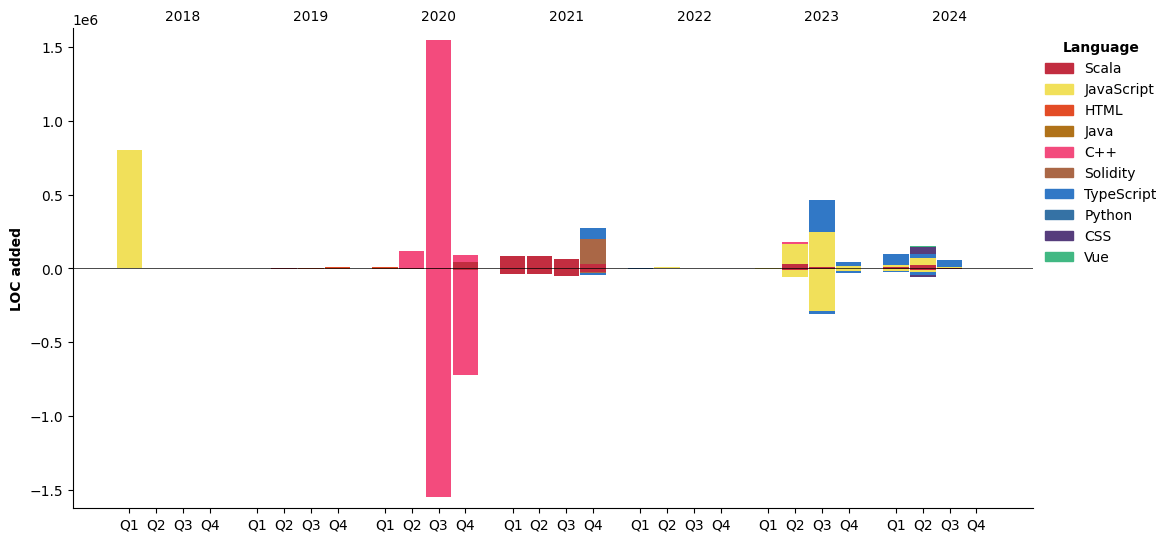 1e6
2018 2019 2020 2021 2022 2023 2024
LOC added
1.5
1.0
0.5
0.0
−0.5
−1.0
−1.5
Q1 Q2 Q3 Q4 Q1 Q2 Q3 Q4 Q1 Q2 Q3 Q4 Q1 Q2 Q3 Q4 Q1 Q2 Q3 Q4 Q1 Q2 Q3 Q4 Q1 Q2 Q3 Q4
Language
Scala
JavaScript
HTML
Java
C++
Solidity
TypeScript
Python
CSS
Vue